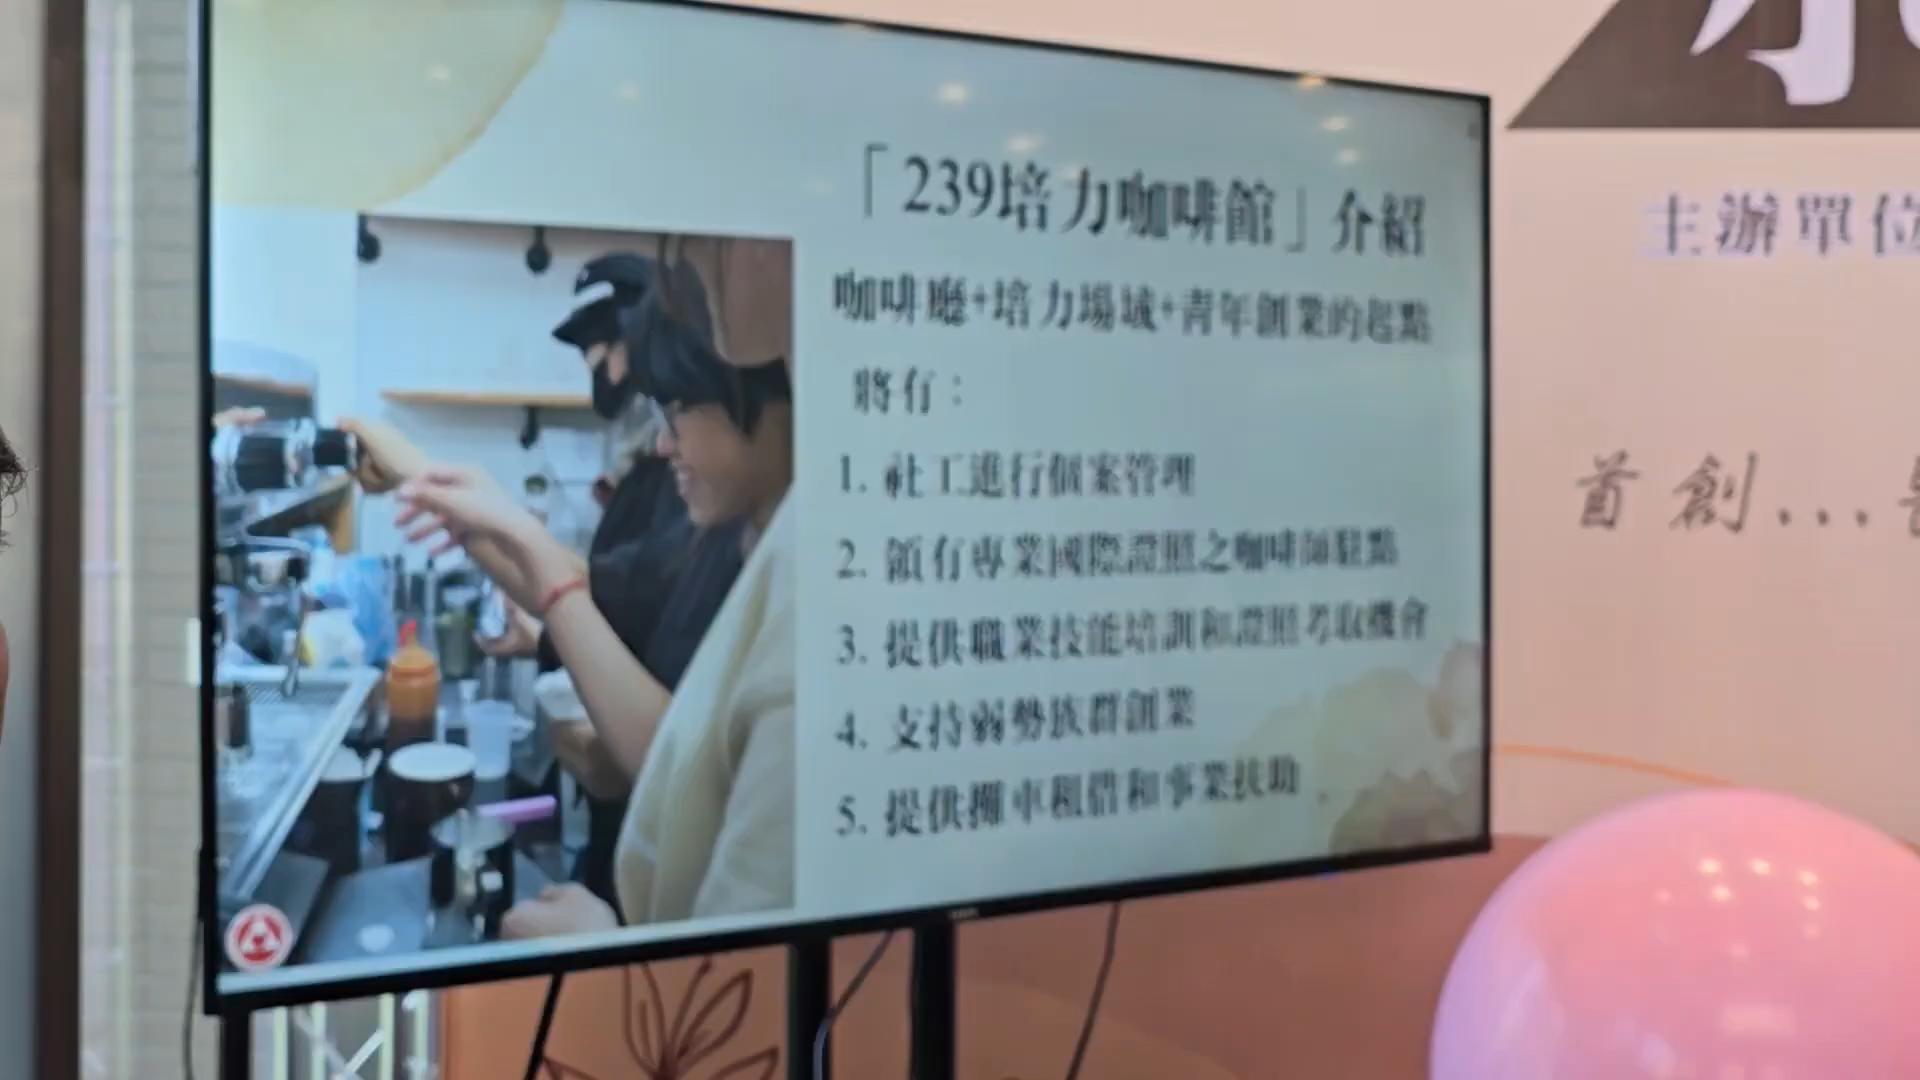 「239培力咖啡館」介紹
咖啡廳+培力場域+青年創業的起點
將有：
1. 社工進行個案管理
2. 領有專業國際證照之咖啡師駐點
3. 提供職業技能培訓和證照考取機會
4. 支持弱勢族群創業
5. 提供攤車租借和事業扶助
主辦單位
首創...